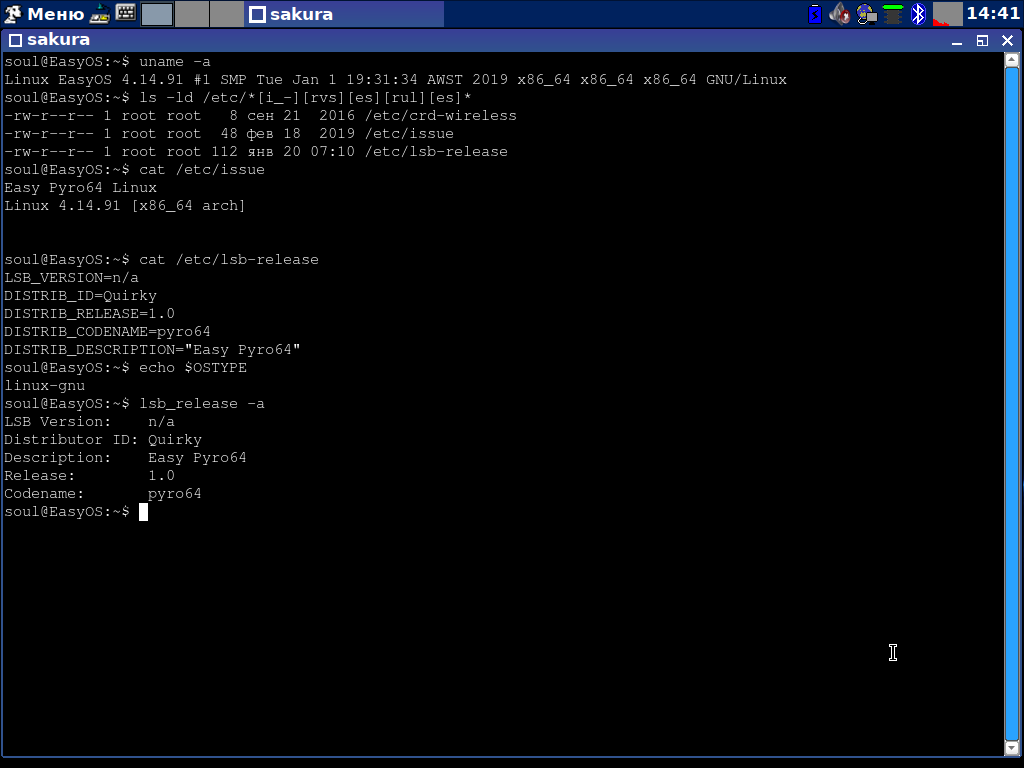 Меню
sakura
14:41
sakura
soul@EasyOS:~$ uname -a
Linux EasyOS 4.14.91 #1 SMP Tue Jan 1 19:31:34 AWST 2019 x86_64 x86_64 x86_64 GNU/Linux
soul@EasyOS:~$ ls -ld /etc/*[i_-][rvs][es][rul][es]*
-rw-r--r-- 1 root root   8 сен 21  2016 /etc/crd-wireless
-rw-r--r-- 1 root root  48 фев 18  2019 /etc/issue
-rw-r--r-- 1 root root 112 янв 20 07:10 /etc/lsb-release
soul@EasyOS:~$ cat /etc/issue
Easy Pyro64 Linux
Linux 4.14.91 [x86_64 arch]
soul@EasyOS:~$ cat /etc/lsb-release
LSB_VERSION=n/a
DISTRIB_ID=Quirky
DISTRIB_RELEASE=1.0
DISTRIB_CODENAME=pyro64
DISTRIB_DESCRIPTION="Easy Pyro64"
soul@EasyOS:~$ echo $OSTYPE
linux-gnu
soul@EasyOS:~$ lsb_release -a
LSB Version:    n/a
Distributor ID: Quirky
Description:    Easy Pyro64
Release:        1.0
Codename:       pyro64
soul@EasyOS:~$